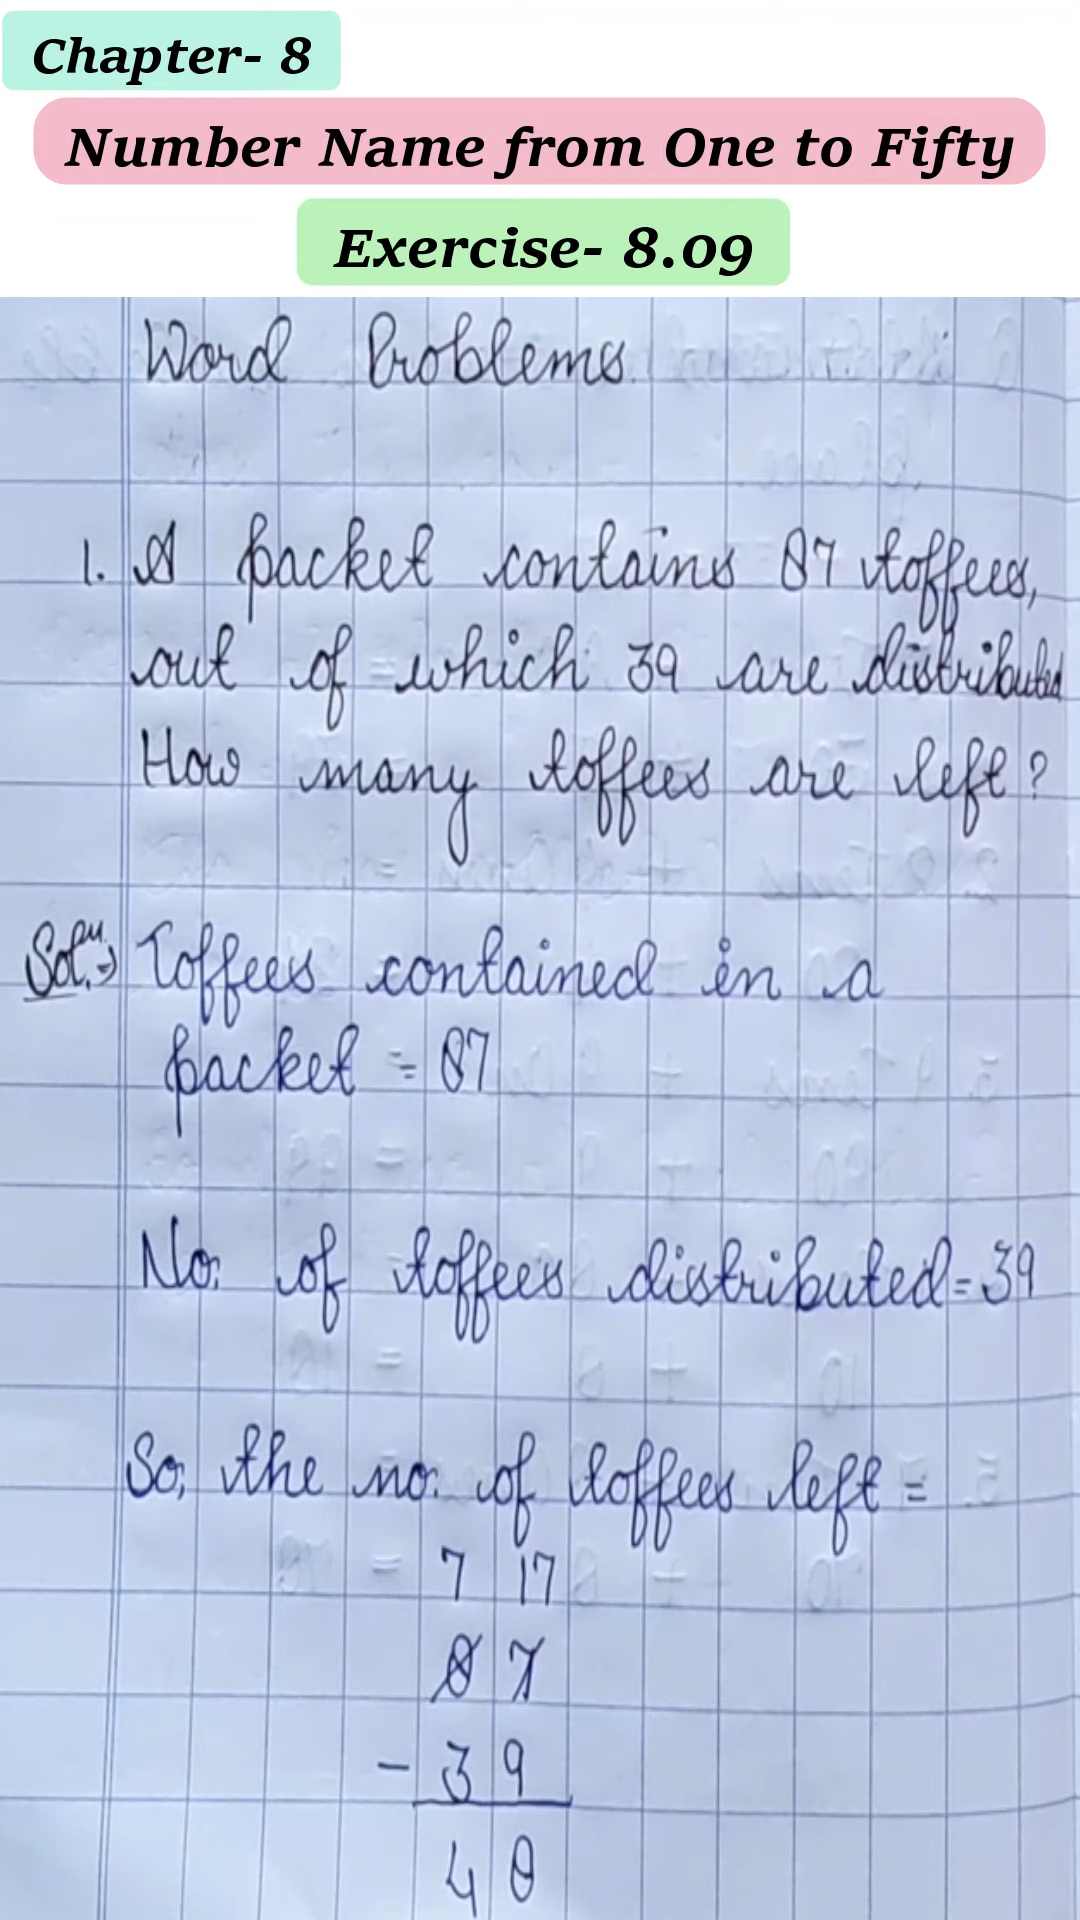 Chapter- 8
Number Name from One to Fifty
Exercise- 8.09
Word Problems.
1. A packet contains 87 toffees,
out of which 39 are distributed
How many toffees are left?
Solⁿ.⇒ Toffees contained in a
packet = 87
No. of toffees distributed = 39
So, the no. of toffees left =
7 17
8 7
- 3 9
4 8